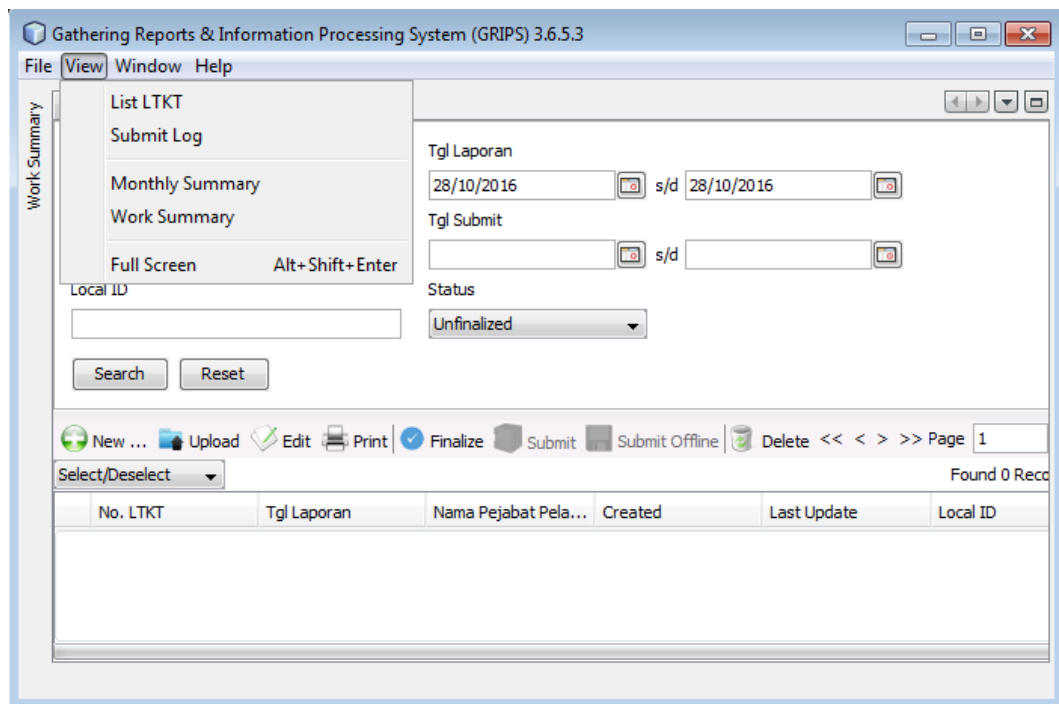 Gathering Reports & Information Processing System (GRIPS) 3.6.5.3
File View Window Help
Work Summary
List LTKT
Submit Log
Monthly Summary
Work Summary
Full Screen Alt+Shift+Enter
Tgl Laporan
28/10/2016 s/d 28/10/2016
Tgl Submit
s/d
Local ID Status
Unfinalized
Search Reset
New ... Upload Edit Print Finalize Submit Submit Offline Delete << < > >> Page 1
Select/Deselect Found 0 Reco
No. LTKT Tgl Laporan Nama Pejabat Pela... Created Last Update Local ID